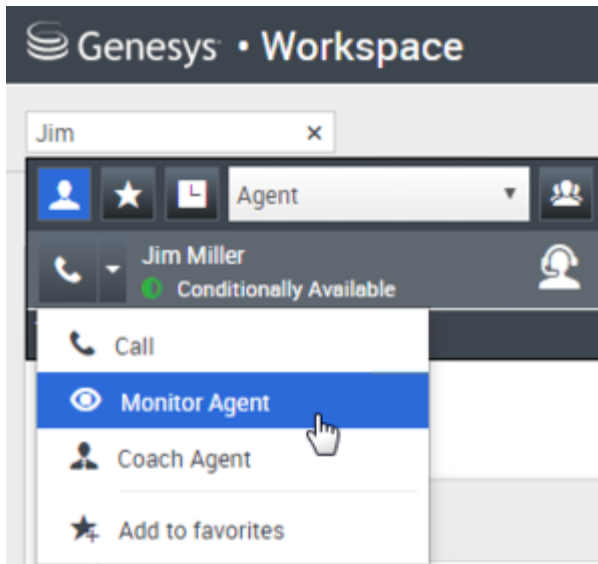 Genesys • Workspace
Jim
Agent
Jim Miller
Conditionally Available
Call
Monitor Agent
Coach Agent
Add to favorites